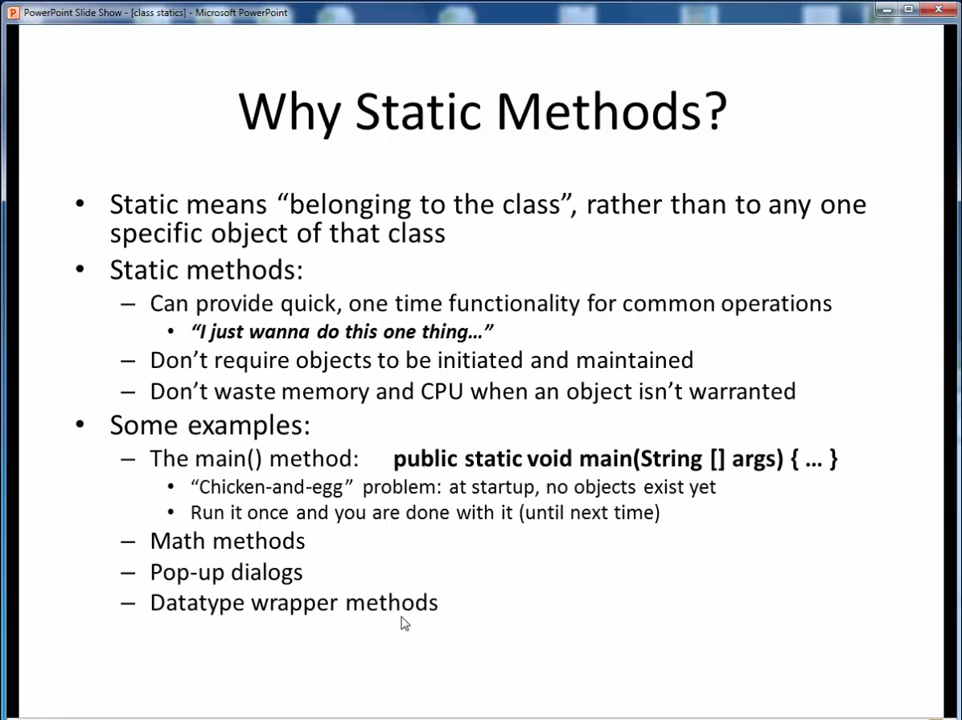 PowerPoint Slide Show - [class statics] - Microsoft PowerPoint
Why Static Methods?
• Static means “belonging to the class”, rather than to any one
specific object of that class
• Static methods:
– Can provide quick, one time functionality for common operations
• “I just wanna do this one thing…”
– Don’t require objects to be initiated and maintained
– Don’t waste memory and CPU when an object isn’t warranted
• Some examples:
– The main() method: public static void main(String [] args) { … }
• “Chicken-and-egg” problem: at startup, no objects exist yet
• Run it once and you are done with it (until next time)
– Math methods
– Pop-up dialogs
– Datatype wrapper methods